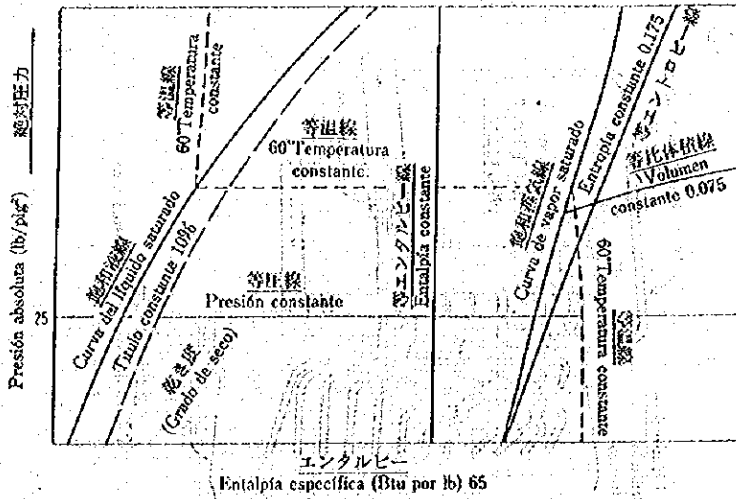 絶対圧力
Presión absoluta (lb/plg²)
25
等温線
60°Temperatura
constante
等温線
60°Temperatura
constante.
飽和液線
Curva del líquido saturado
Título constante 10%
乾き度
(Grado de seco)
等圧線
Presión constante
等エンタルピー線
Entalpía constante
飽和蒸気線
Curva de vapor saturado
Entropía constante 0.175
等エントロピー線
等比体積線
Volumen
constante 0.075
60°Temperatura constante
等温線
エンタルピー
Entalpía específica (Btu por lb) 65